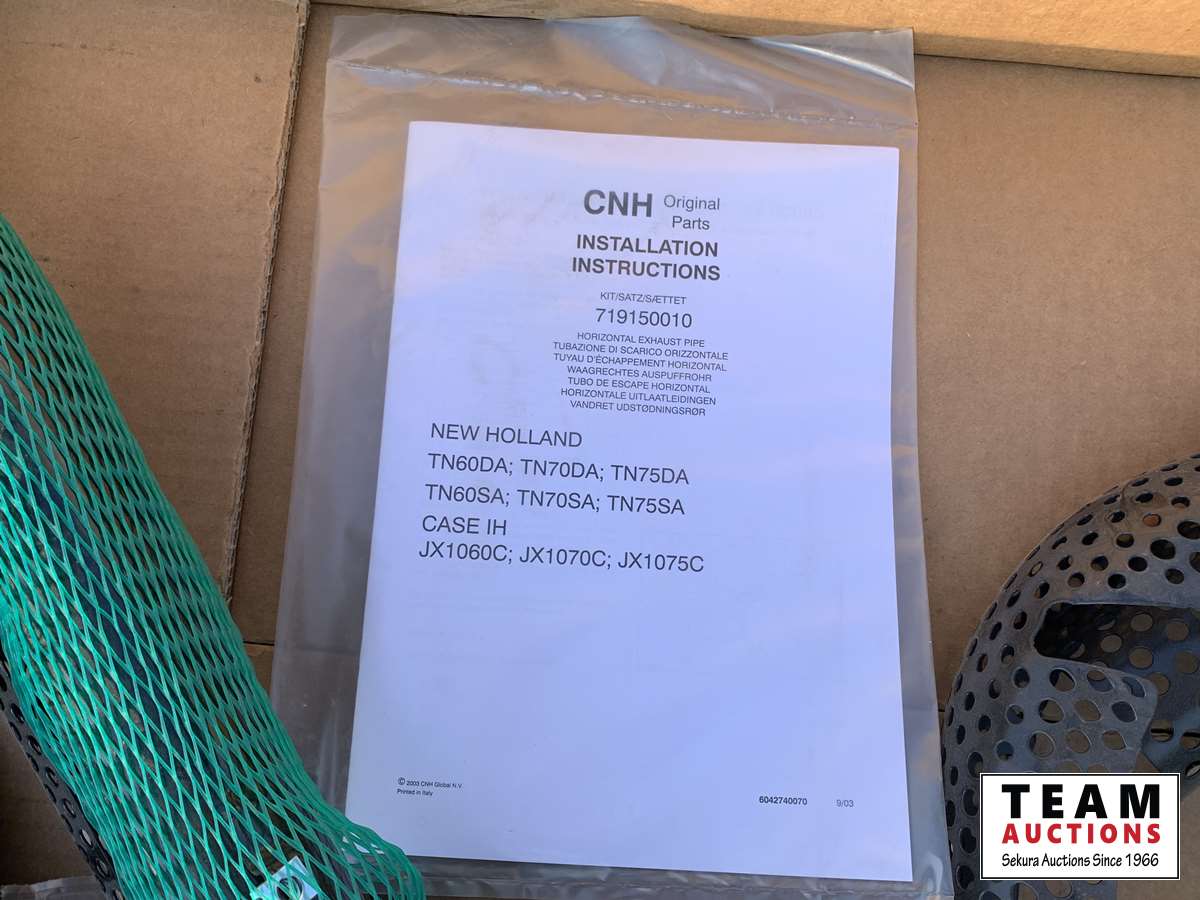 CNH Original
Parts
INSTALLATION
INSTRUCTIONS
KIT/SATZ/SÆTTET
719150010
HORIZONTAL EXHAUST PIPE
TUBAZIONE DI SCARICO ORIZZONTALE
TUYAU D'ÉCHAPPEMENT HORIZONTAL
WAAGRECHTES AUSPUFFROHR
TUBO DE ESCAPE HORIZONTAL
HORIZONTALE UITLAATLEIDINGEN
VANDRET UDSTØDNINGSRØR
NEW HOLLAND
TN60DA; TN70DA; TN75DA
TN60SA; TN70SA; TN75SA
CASE IH
JX1060C; JX1070C; JX1075C
© 2003 CNH Global N.V.
Printed in Italy
6042740070 9/03
TEAM
AUCTIONS
Sekura Auctions Since 1966